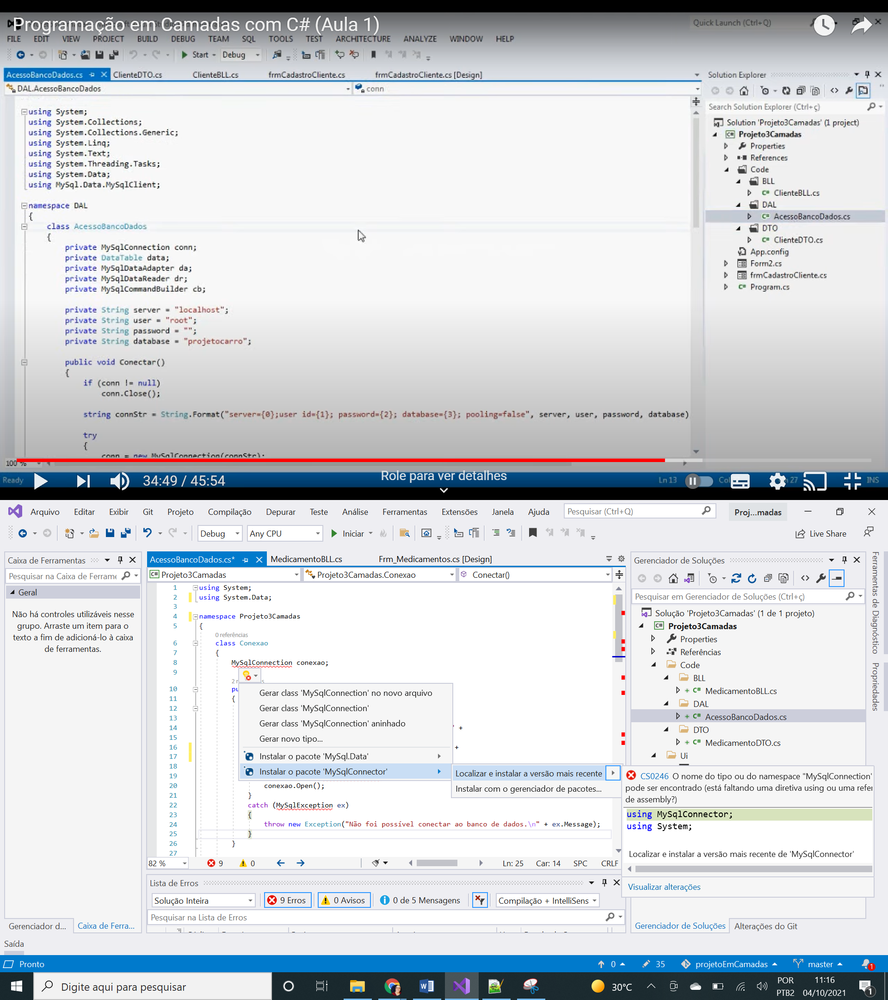 Programação em Camadas com C# (Aula 1)
Quick Launch (Ctrl+Q)
FILE EDIT VIEW PROJECT BUILD DEBUG TEAM SQL TOOLS TEST ARCHITECTURE ANALYZE WINDOW HELP
Start Debug
AcessoBancoDados.cs ClienteDTO.cs ClienteBLL.cs frmCadastroCliente.cs frmCadastroCliente.cs [Design]
DAL.AcessoBancoDados conn
using System;
using System.Collections;
using System.Collections.Generic;
using System.Linq;
using System.Text;
using System.Threading.Tasks;
using System.Data;
using MySql.Data.MySqlClient;
namespace DAL
{
class AcessoBancoDados
{
private MySqlConnection conn;
private DataTable data;
private MySqlDataAdapter da;
private MySqlDataReader dr;
private MySqlCommandBuilder cb;
private String server = "localhost";
private String user = "root";
private String password = "";
private String database = "projetocarro";
public void Conectar()
{
if (conn != null)
conn.Close();
string connStr = String.Format("server={0};user id={1}; password={2}; database={3}; pooling=false", server, user, password, database)
try
{
conn = new MySqlConnection(connStr);
100 %
Solution Explorer
Search Solution Explorer (Ctrl+ç)
Solution 'Projeto3Camadas' (1 project)
Projeto3Camadas
Properties
References
Code
BLL
ClienteBLL.cs
DAL
AcessoBancoDados.cs
DTO
ClienteDTO.cs
App.config
Form2.cs
frmCadastroCliente.cs
Program.cs
Ready 34:49 / 45:54 Role para ver detalhes Ln 13 Col 27 INS
Arquivo Editar Exibir Git Projeto Compilação Depurar Teste Análise Ferramentas Extensões Janela Ajuda Pesquisar (Ctrl+Q) Proj...madas
Debug Any CPU Iniciar Live Share
Caixa de Ferramentas
Pesquisar na Caixa de Ferrame
Geral
Não há controles utilizáveis nesse
grupo. Arraste um item para o
texto a fim de adicioná-lo à caixa
de ferramentas.
Gerenciador d... Caixa de Ferra...
AcessoBancoDados.cs* MedicamentoBLL.cs Frm_Medicamentos.cs [Design]
Projeto3Camadas Projeto3Camadas.Conexao Conectar()
1 using System;
2 using System.Data;
3
4 namespace Projeto3Camadas
5 {
0 referências
6 class Conexao
7 {
8 MySqlConnection conexao;
9
10
11 {
12
13
14 " +
15
16 +
17
18
19
20 conexao.Open();
21 }
22 catch (MySqlException ex)
23 {
24 throw new Exception("Não foi possível conectar ao banco de dados.\n" + ex.Message);
25 }
26 }
27
Gerar class 'MySqlConnection' no novo arquivo
Gerar class 'MySqlConnection'
Gerar class 'MySqlConnection' aninhado
Gerar novo tipo...
Instalar o pacote 'MySql.Data'
Instalar o pacote 'MySqlConnector'
Localizar e instalar a versão mais recente
Instalar com o gerenciador de pacotes...
CS0246 O nome do tipo ou do namespace "MySqlConnection"
pode ser encontrado (está faltando uma diretiva using ou uma refer
de assembly?)
using MySqlConnector;
using System;
Localizar e instalar a versão mais recente de 'MySqlConnector'
Visualizar alterações
82 % 9 0 Ln: 25 Car: 14 SPC CRLF
Lista de Erros
Solução Inteira 9 Erros 0 Avisos 0 de 5 Mensagens Compilação + IntelliSens
Pesquisar na Lista de Erros
Gerenciador de Soluções
Pesquisar em Gerenciador de Soluções (Ctrl+ç)
Solução 'Projeto3Camadas' (1 de 1 projeto)
Projeto3Camadas
Properties
Referências
Code
BLL
MedicamentoBLL.cs
DAL
AcessoBancoDados.cs
DTO
MedicamentoDTO.cs
Ui
Gerenciador de Soluções Alterações do Git
Ferramentas de Diagnóstico
Propriedades
Saída
Pronto 0 35 projetoEmCamadas master 1
Digite aqui para pesquisar 30°C POR PTB2 11:16 04/10/2021 1